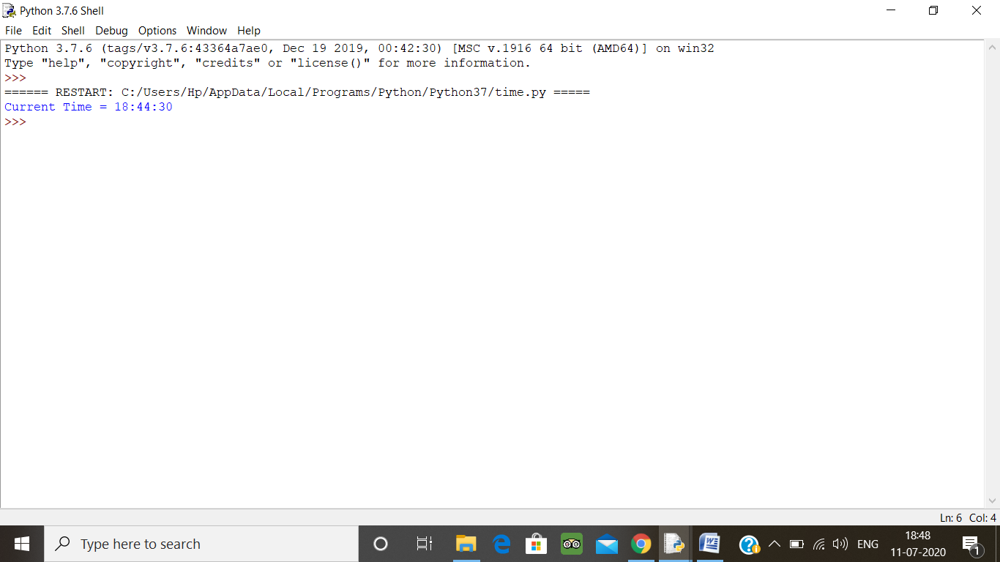 Python 3.7.6 Shell
File Edit Shell Debug Options Window Help
Python 3.7.6 (tags/v3.7.6:43364a7ae0, Dec 19 2019, 00:42:30) [MSC v.1916 64 bit (AMD64)] on win32
Type "help", "copyright", "credits" or "license()" for more information.
>>>
====== RESTART: C:/Users/Hp/AppData/Local/Programs/Python/Python37/time.py =====
Current Time = 18:44:30
>>>
Ln: 6 Col: 4
Type here to search
ENG
18:48
11-07-2020
1